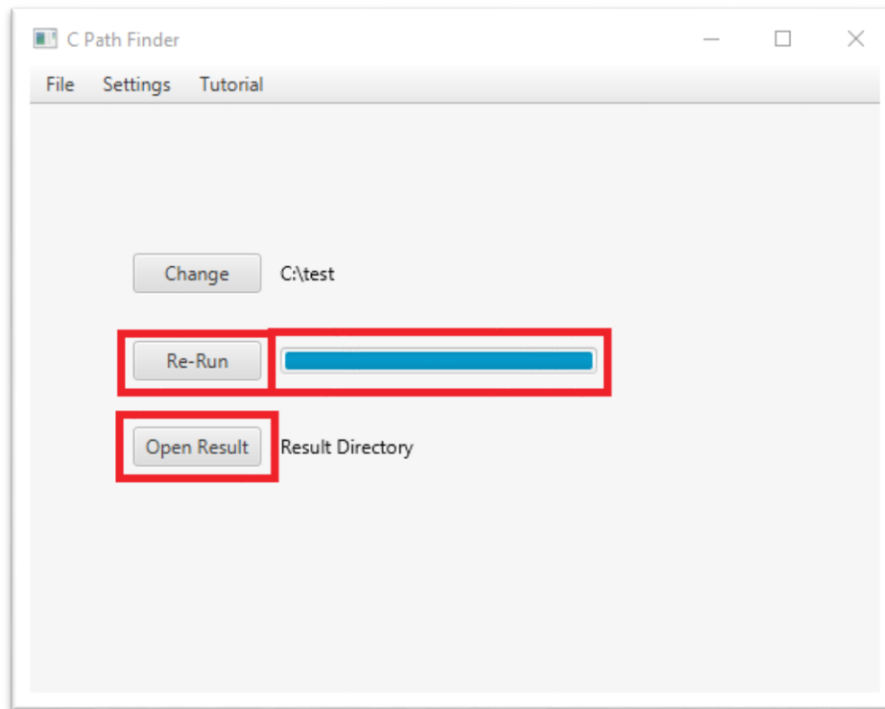 C Path Finder
File Settings Tutorial
Change C:\test
Re-Run
Open Result Result Directory